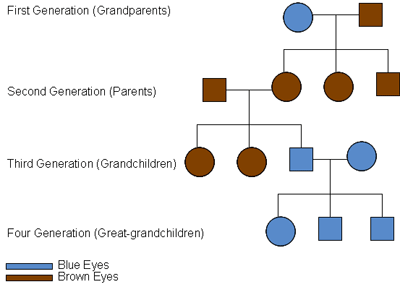 First Generation (Grandparents)
Second Generation (Parents)
Third Generation (Grandchildren)
Four Generation (Great-grandchildren)
Blue Eyes
Brown Eyes